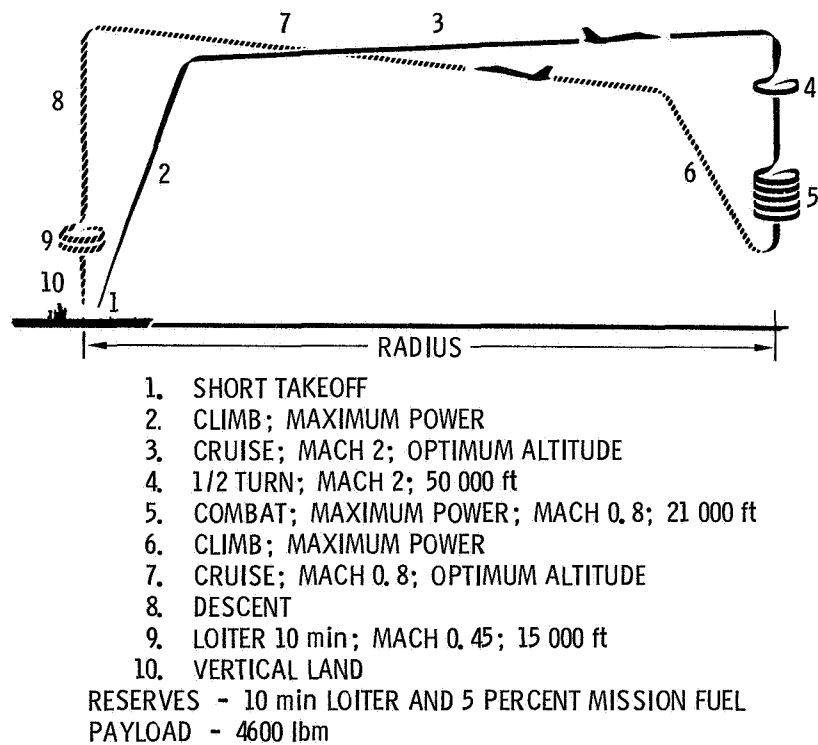 7
3
8
4
2
6
5
9
10
1
RADIUS
1. SHORT TAKEOFF
2. CLIMB; MAXIMUM POWER
3. CRUISE; MACH 2; OPTIMUM ALTITUDE
4. 1/2 TURN; MACH 2; 50 000 ft
5. COMBAT; MAXIMUM POWER; MACH 0.8; 21 000 ft
6. CLIMB; MAXIMUM POWER
7. CRUISE; MACH 0.8; OPTIMUM ALTITUDE
8. DESCENT
9. LOITER 10 min; MACH 0.45; 15 000 ft
10. VERTICAL LAND
RESERVES - 10 min LOITER AND 5 PERCENT MISSION FUEL
PAYLOAD - 4600 lbm